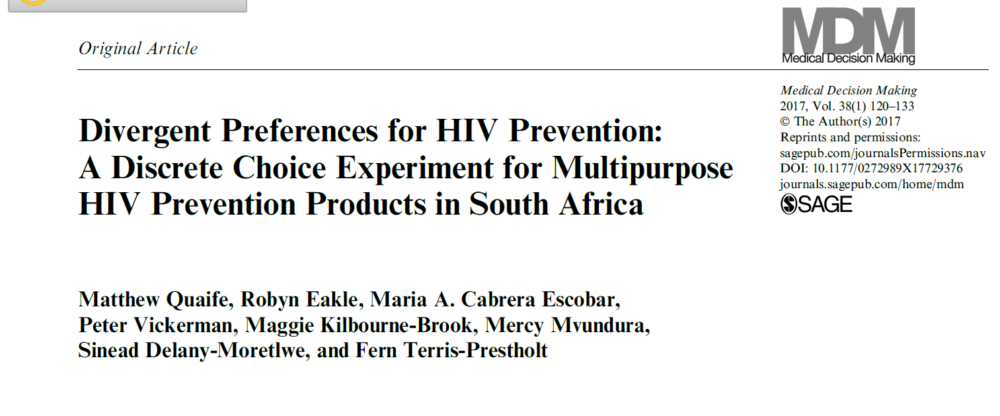 Original Article
MDM
Medical Decision Making
Medical Decision Making
2017, Vol. 38(1) 120–133
© The Author(s) 2017
Reprints and permissions:
sagepub.com/journalsPermissions.nav
DOI: 10.1177/0272989X17729376
journals.sagepub.com/home/mdm
SAGE
Divergent Preferences for HIV Prevention:
A Discrete Choice Experiment for Multipurpose
HIV Prevention Products in South Africa
Matthew Quaife, Robyn Eakle, Maria A. Cabrera Escobar,
Peter Vickerman, Maggie Kilbourne-Brook, Mercy Mvundura,
Sinead Delany-Moretlwe, and Fern Terris-Prestholt